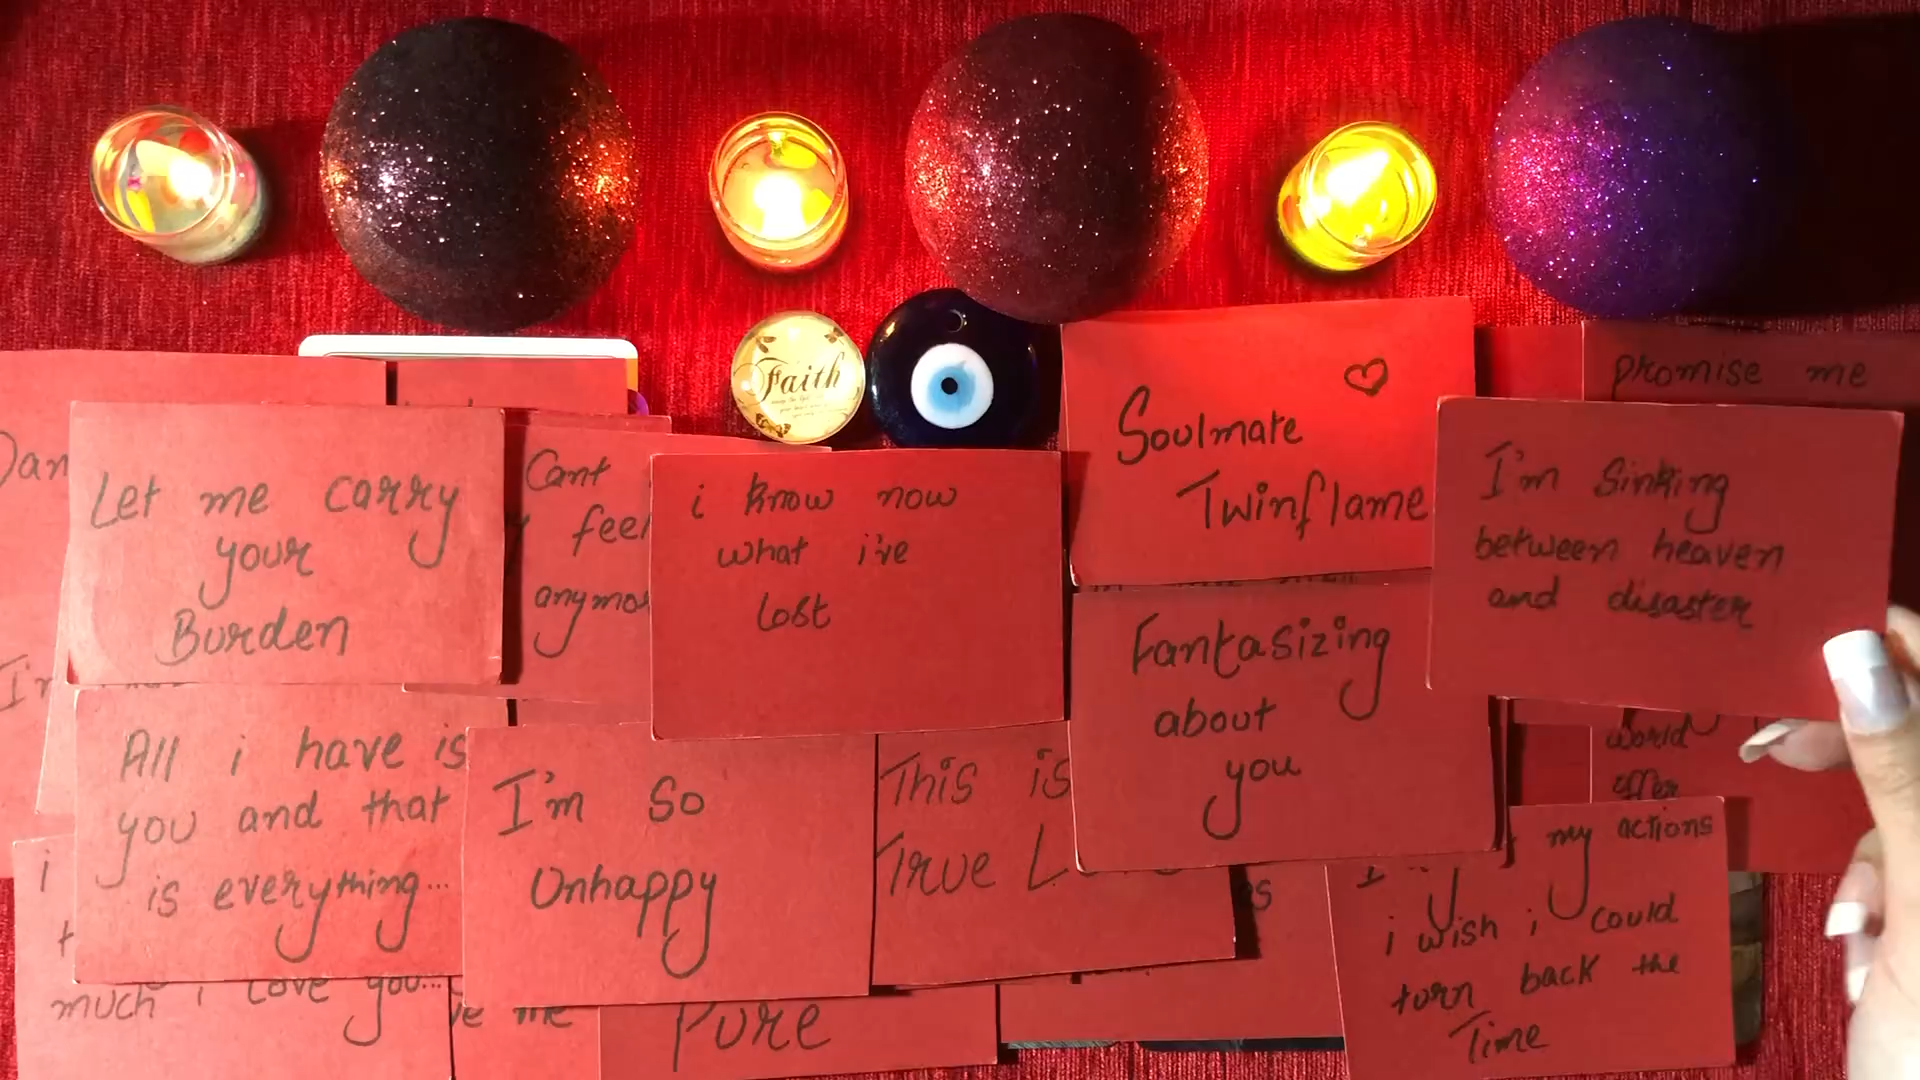 Faith
promise me
Soulmate
Twinflame
I'm Sinking
between heaven
and disaster
Let me carry
your
Burden
Cant
feel
i know now
what i've
lost
Fantasizing
about
you
All i have is
you and that
is everything...
I'm So
Unhappy
This is
True
world
offer
my actions
i wish i could
turn back the
Time
i
much i love you...
me
Pure